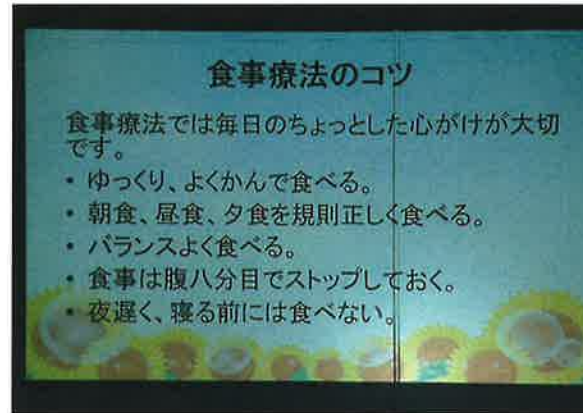 食事療法のコツ
食事療法では毎日のちょっとした心がけが大切
です。
・ゆっくり、よくかんで食べる。
・朝食、昼食、夕食を規則正しく食べる。
・バランスよく食べる。
・食事は腹八分目でストップしておく。
・夜遅く、寝る前には食べない。